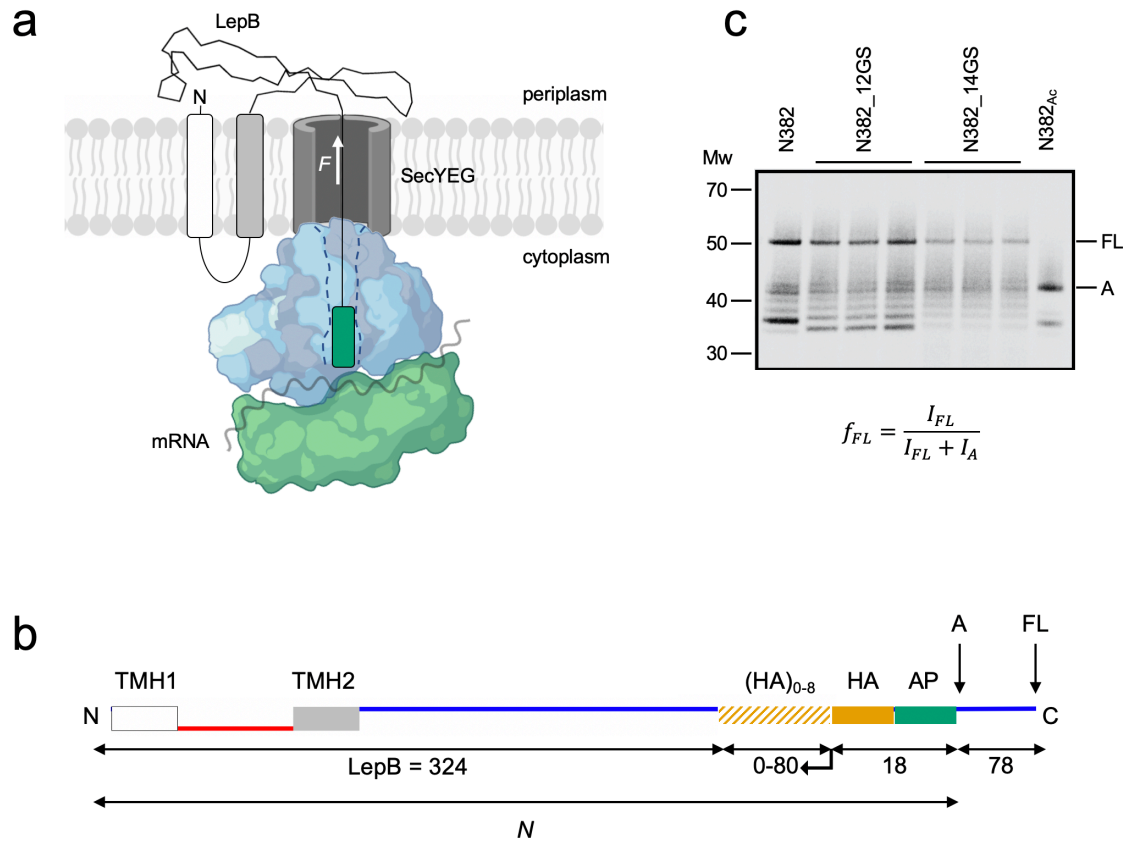 a
LepB
N
periplasm
F
SecYEG
cytoplasm
mRNA
c
N382
N382_12GS
N382_14GS
N382Ac
Mw
70
50
40
30
FL
A
fFL = IFL / (IFL + IA)
b
A
FL
TMH1
TMH2
(HA)0-8
HA
AP
N
C
LepB = 324
0-80
18
78
N